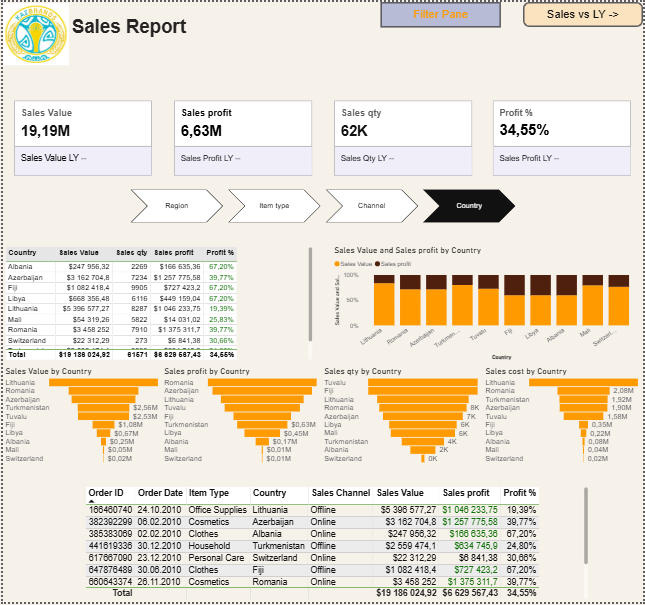 Sales Report
Filter Pane
Sales vs LY ->
Sales Value
19,19M
Sales Value LY --
Sales profit
6,63M
Sales Profit LY --
Sales qty
62K
Sales Qty LY --
Profit %
34,55%
Sales Profit LY --
Region
Item type
Channel
Country
Country Sales Value Sales qty Sales profit Profit %
Albania $247 956,32 2269 $166 635,36 67,20%
Azerbaijan $3 162 704,8 7234 $1 257 775,58 39,77%
Fiji $1 082 418,4 9905 $727 423,2 67,20%
Libya $668 356,48 6116 $449 159,04 67,20%
Lithuania $5 396 577,27 8287 $1 046 233,75 19,39%
Mali $54 319,26 5822 $14 031,02 25,83%
Romania $3 458 252 7910 $1 375 311,7 39,77%
Switzerland $22 312,29 273 $6 841,38 30,66%
Total $19 186 024,92 61571 $6 629 567,43 34,55%
Sales Value and Sales profit by Country
Sales Value Sales profit
Sales Value and Sal...
100%
50%
0%
Lithuania
Romania
Azerbaijan
Turkmen...
Tuvalu
Fiji
Libya
Albania
Mali
Switzerl...
Country
Sales Value by Country
Lithuania
Romania
Azerbaijan
Turkmenistan $2,56M
Tuvalu $2,53M
Fiji $1,08M
Libya $0,67M
Albania $0,25M
Mali $0,05M
Switzerland $0,02M
Sales profit by Country
Romania
Azerbaijan
Lithuania
Tuvalu
Fiji
Turkmenistan $0,63M
Libya $0,45M
Albania $0,17M
Mali $0,01M
Switzerland $0,01M
Sales qty by Country
Tuvalu
Fiji
Lithuania
Romania 8K
Azerbaijan 7K
Libya 6K
Mali 6K
Turkmenistan 4K
Albania 2K
Switzerland 0K
Sales cost by Country
Lithuania
Romania 2,08M
Turkmenistan 1,92M
Azerbaijan 1,90M
Tuvalu 1,58M
Fiji 0,35M
Libya 0,22M
Albania 0,08M
Mali 0,04M
Switzerland 0,02M
Order ID Order Date Item Type Country Sales Channel Sales Value Sales profit Profit %
166460740 24.10.2010 Office Supplies Lithuania Offline $5 396 577,27 $1 046 233,75 19,39%
382392299 06.02.2010 Cosmetics Azerbaijan Online $3 162 704,8 $1 257 775,58 39,77%
385383069 02.02.2010 Clothes Albania Online $247 956,32 $166 635,36 67,20%
441619336 30.12.2010 Household Turkmenistan Offline $2 559 474,1 $634 745,9 24,80%
617667090 23.12.2010 Personal Care Switzerland Online $22 312,29 $6 841,38 30,66%
647876489 30.06.2010 Clothes Fiji Offline $1 082 418,4 $727 423,2 67,20%
660643374 26.11.2010 Cosmetics Romania Online $3 458 252 $1 375 311,7 39,77%
Total $19 186 024,92 $6 629 567,43 34,55%